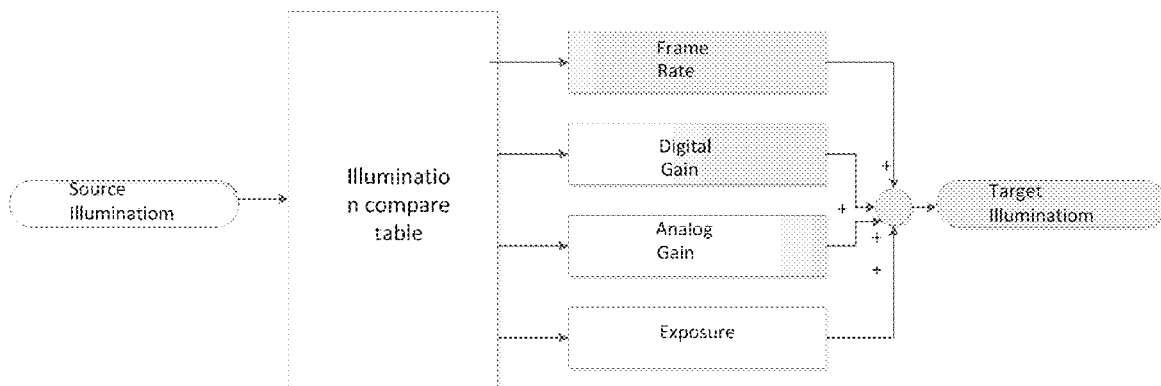 Source
Illuminatiom
Illuminatio
n compare
table
Frame
Rate
Digital
Gain
Analog
Gain
Exposure
+
+
+
+
Target
Illuminatiom